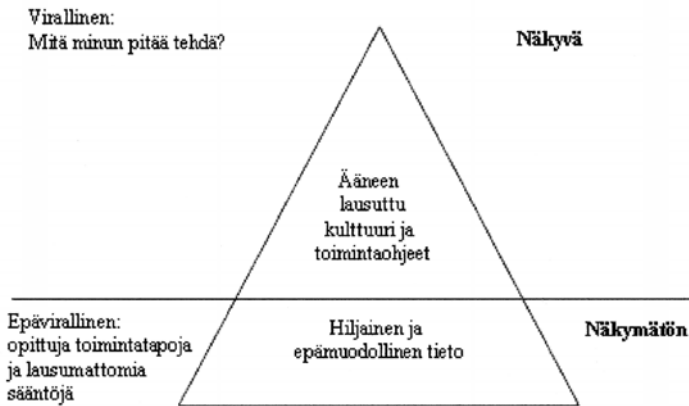 Virallinen:
Mitä minun pitää tehdä?
Näkyvä
Ääneen
lausuttu
kulttuuri ja
toimintaohjeet
Epävirallinen:
opittuja toimintatapoja
ja lausumattomia
sääntöjä
Hiljainen ja
epämuodollinen tieto
Näkymätön